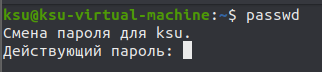 ksu@ksu-virtual-machine:~$ passwd
Смена пароля для ksu.
Действующий пароль: